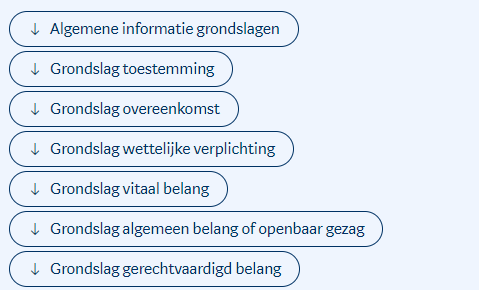 Algemene informatie grondslagen
Grondslag toestemming
Grondslag overeenkomst
Grondslag wettelijke verplichting
Grondslag vitaal belang
Grondslag algemeen belang of openbaar gezag
Grondslag gerechtvaardigd belang